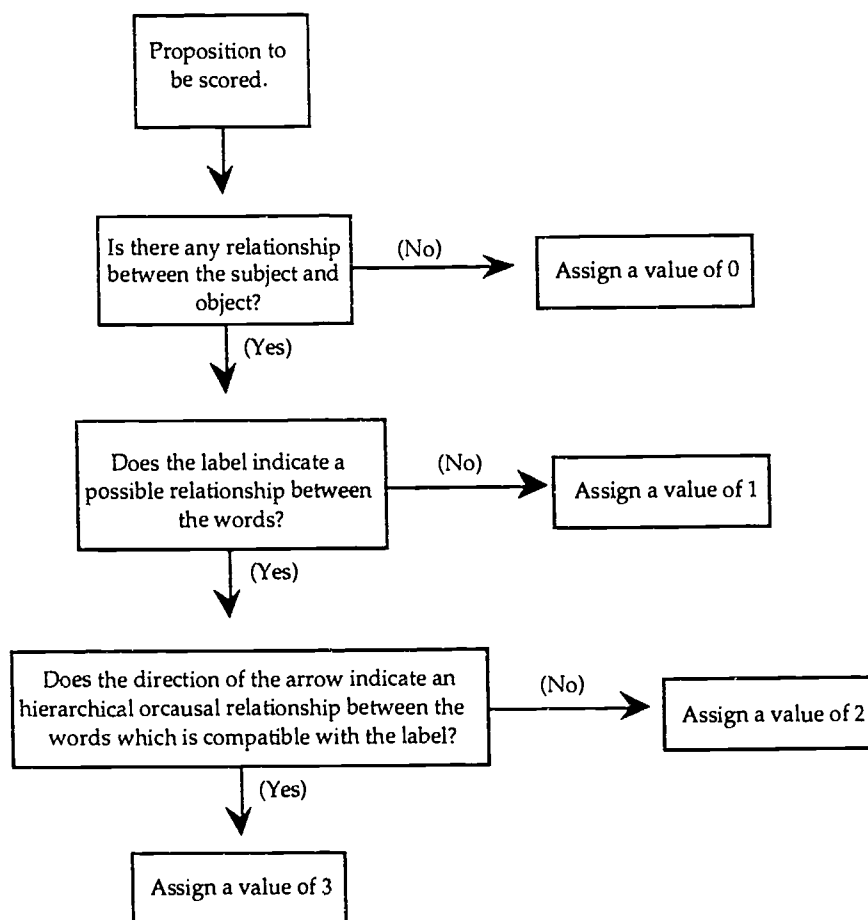 Proposition to
be scored.
Is there any relationship
between the subject and
object?
(No)
Assign a value of 0
(Yes)
Does the label indicate a
possible relationship between
the words?
(No)
Assign a value of 1
(Yes)
Does the direction of the arrow indicate an
hierarchical orcausal relationship between the
words which is compatible with the label?
(No)
Assign a value of 2
(Yes)
Assign a value of 3